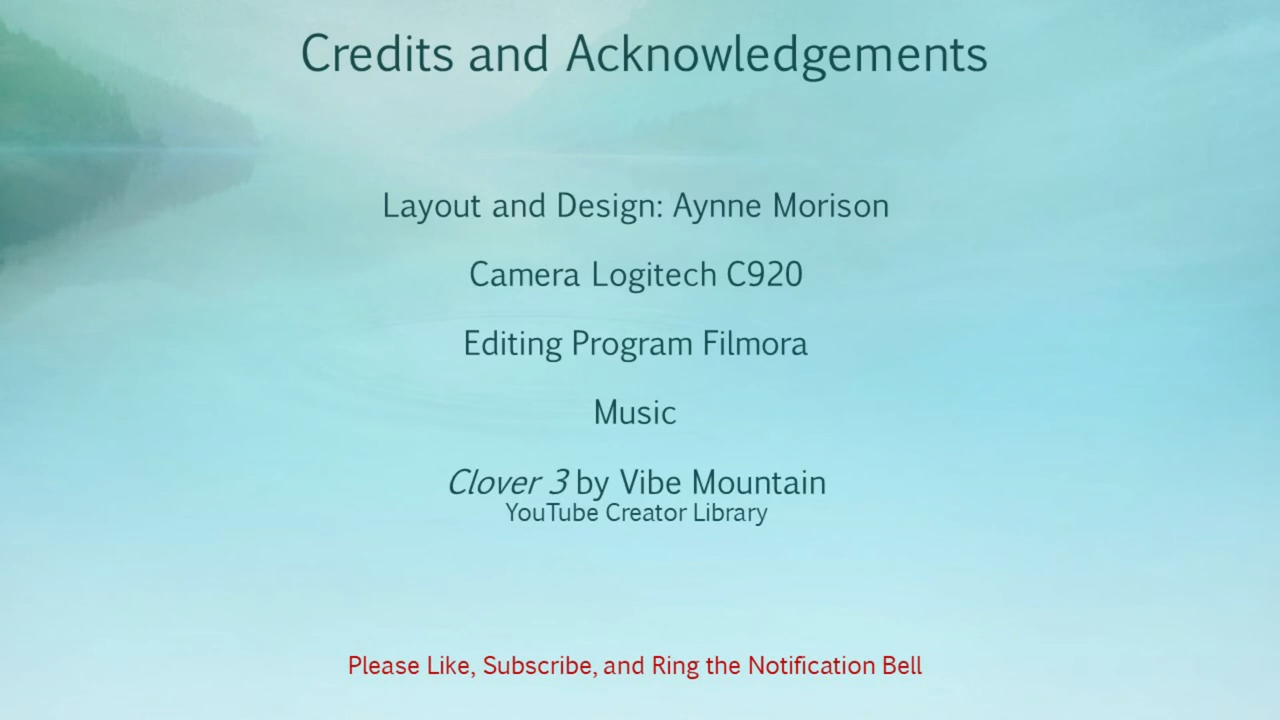 Credits and Acknowledgements
Layout and Design: Aynne Morison
Camera Logitech C920
Editing Program Filmora
Music
Clover 3 by Vibe Mountain
YouTube Creator Library
Please Like, Subscribe, and Ring the Notification Bell